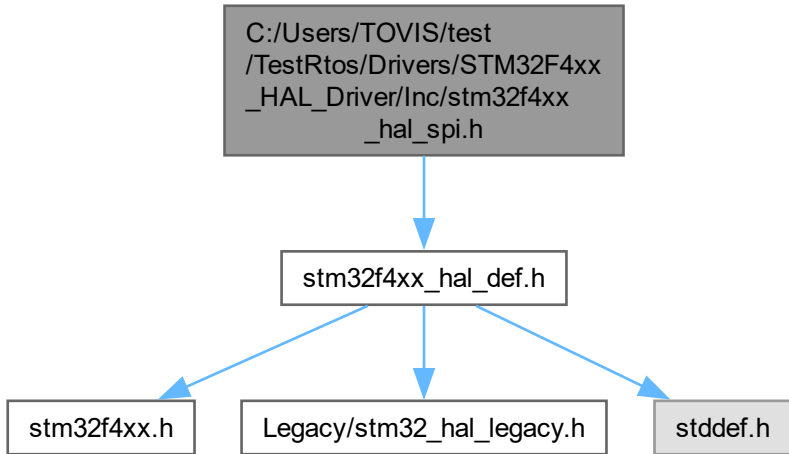 C:/Users/TOVIS/test
/TestRtos/Drivers/STM32F4xx
_HAL_Driver/Inc/stm32f4xx
_hal_spi.h
stm32f4xx_hal_def.h
stm32f4xx.h
Legacy/stm32_hal_legacy.h
stddef.h